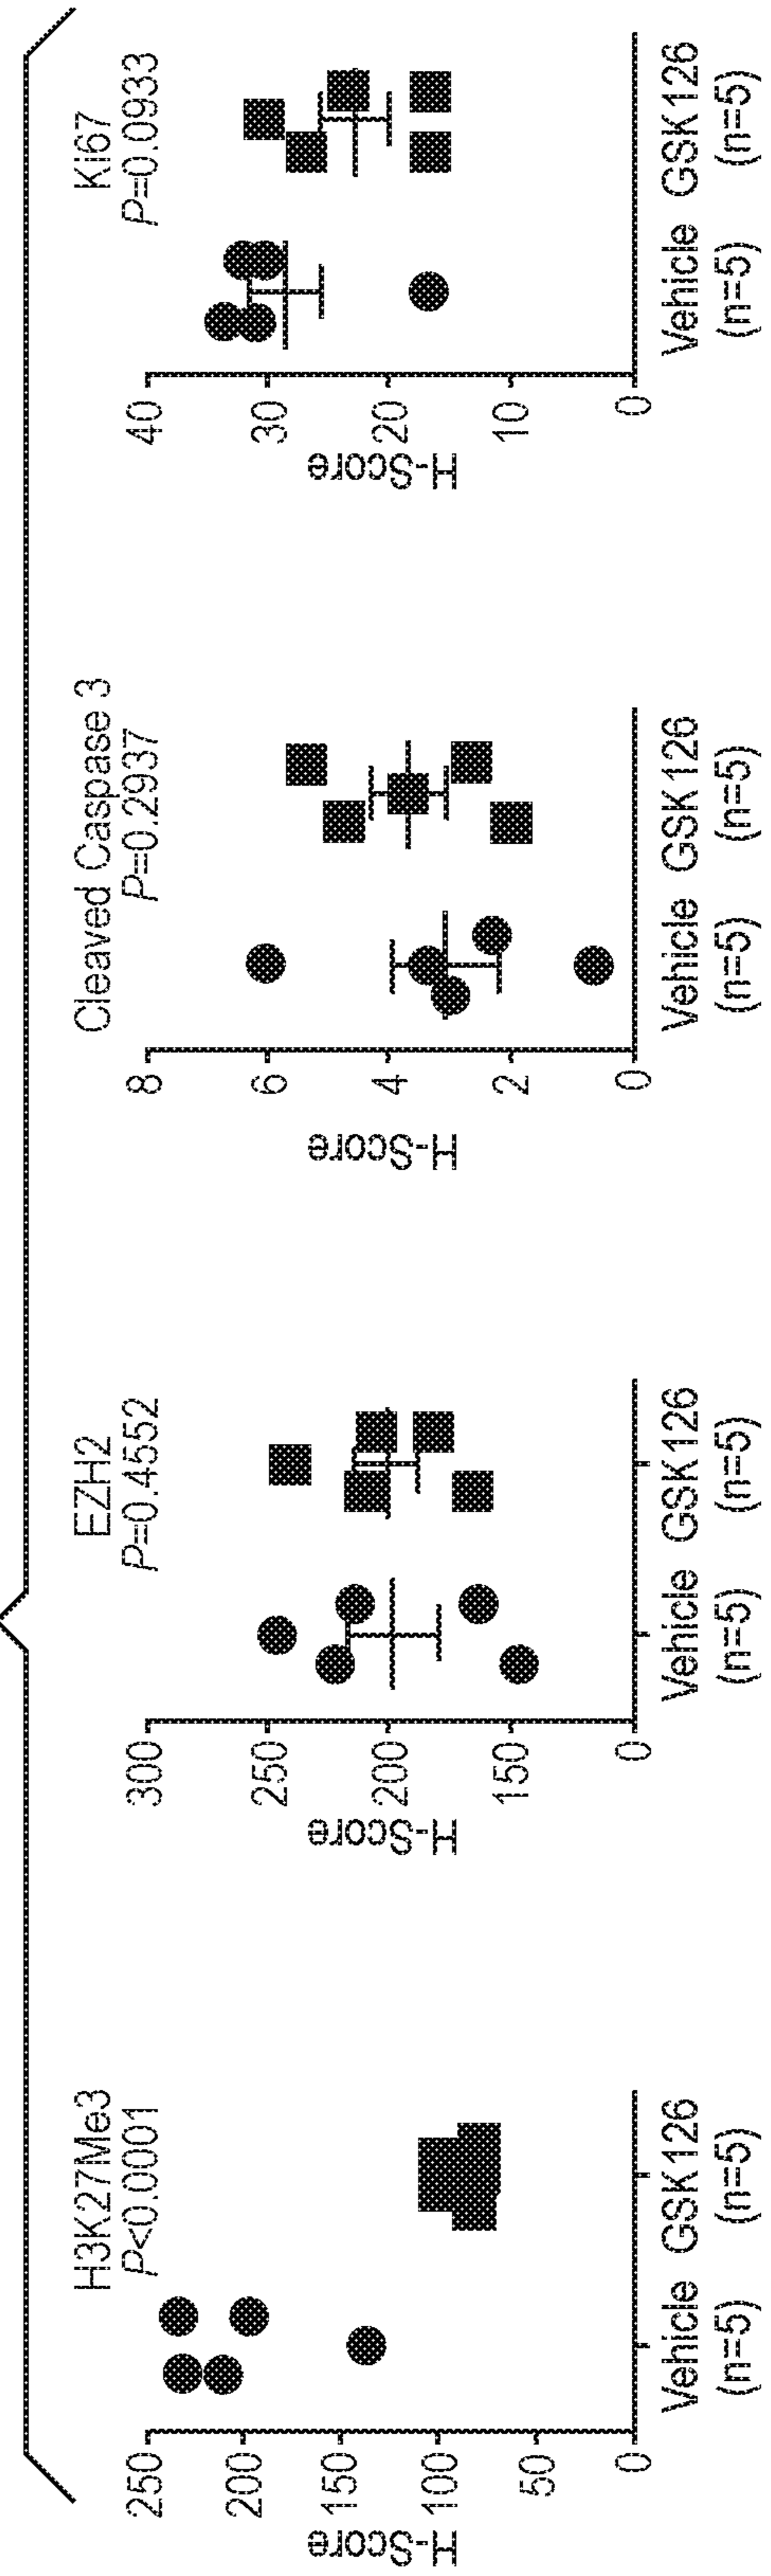 H3K27Me3
P<0.0001
H-Score
250
200
150
100
50
0
Vehicle GSK126
(n=5) (n=5)
EZH2
P=0.4552
H-Score
300
250
200
150
0
Vehicle GSK126
(n=5) (n=5)
Cleaved Caspase 3
P=0.2937
H-Score
8
6
4
2
0
Vehicle GSK126
(n=5) (n=5)
Ki67
P=0.0933
H-Score
40
30
20
10
0
Vehicle GSK126
(n=5) (n=5)